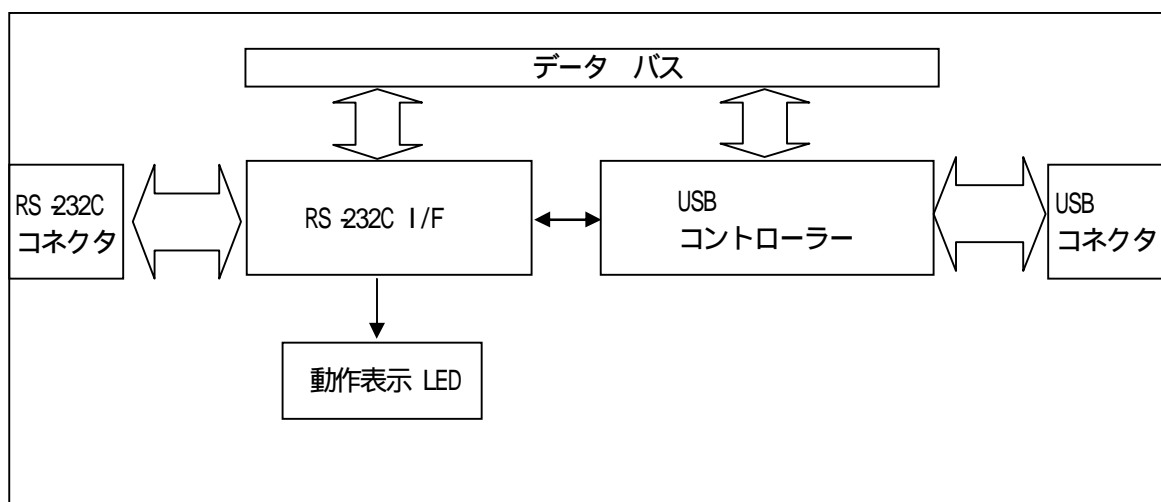 データ バス
RS-232C
コネクタ
RS-232C I/F
USB
コントローラー
USB
コネクタ
動作表示 LED